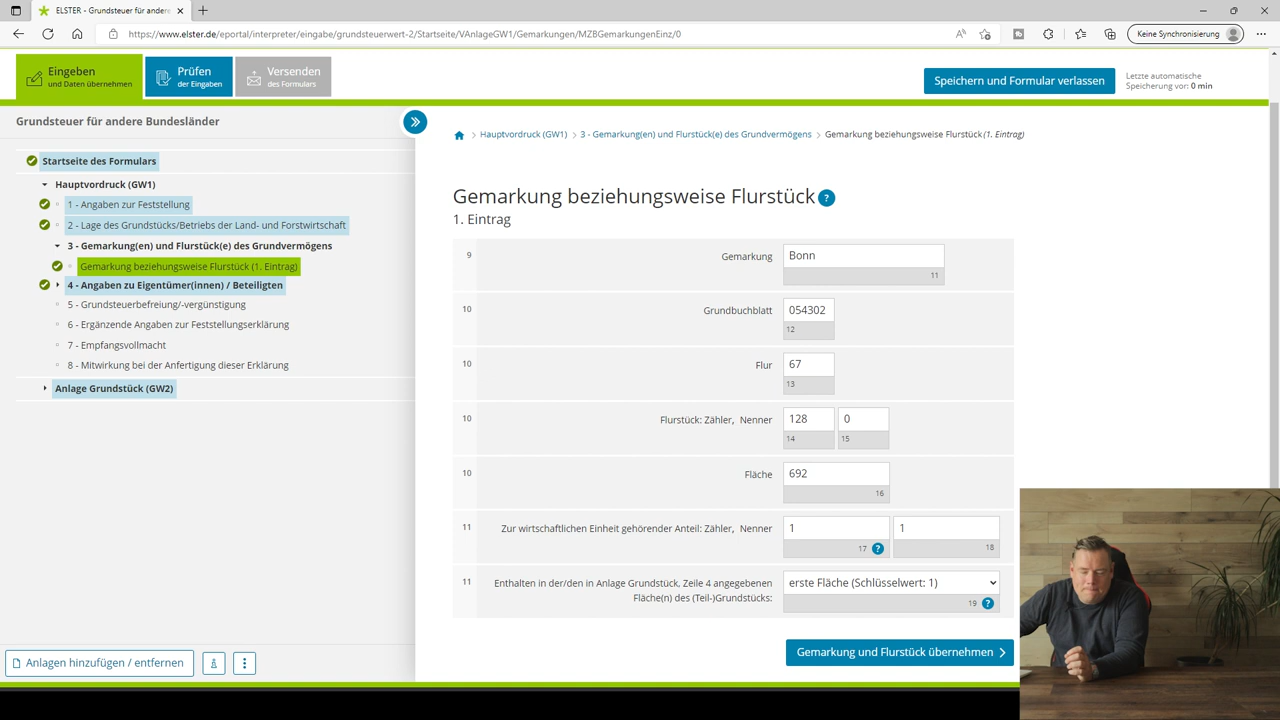 ELSTER - Grundsteuer für andere
https://www.elster.de/eportal/interpreter/eingabe/grundsteuerwert-2/Startseite/VAnlageGW1/Gemarkungen/MZBGemarkungenEinz/0
Keine Synchronisierung
Eingeben
und Daten übernehmen
Prüfen
der Eingaben
Versenden
des Formulars
Speichern und Formular verlassen
Letzte automatische
Speicherung vor: 0 min
Grundsteuer für andere Bundesländer
Startseite des Formulars
Hauptvordruck (GW1)
1 - Angaben zur Feststellung
2 - Lage des Grundstücks/Betriebs der Land- und Forstwirtschaft
3 - Gemarkung(en) und Flurstück(e) des Grundvermögens
Gemarkung beziehungsweise Flurstück (1. Eintrag)
4 - Angaben zu Eigentümer(innen) / Beteiligten
5 - Grundsteuerbefreiung/-vergünstigung
6 - Ergänzende Angaben zur Feststellungserklärung
7 - Empfangsvollmacht
8 - Mitwirkung bei der Anfertigung dieser Erklärung
Anlage Grundstück (GW2)
Anlagen hinzufügen / entfernen
Hauptvordruck (GW1) > 3 - Gemarkung(en) und Flurstück(e) des Grundvermögens > Gemarkung beziehungsweise Flurstück (1. Eintrag)
Gemarkung beziehungsweise Flurstück ?
1. Eintrag
9 Gemarkung Bonn
11
10 Grundbuchblatt 054302
12
10 Flur 67
13
10 Flurstück: Zähler, Nenner 128 0
14 15
10 Fläche 692
16
11 Zur wirtschaftlichen Einheit gehörender Anteil: Zähler, Nenner 1 1
17 ? 18
11 Enthalten in der/den in Anlage Grundstück, Zeile 4 angegebenen erste Fläche (Schlüsselwert: 1)
Fläche(n) des (Teil-)Grundstücks:
19 ?
Gemarkung und Flurstück übernehmen